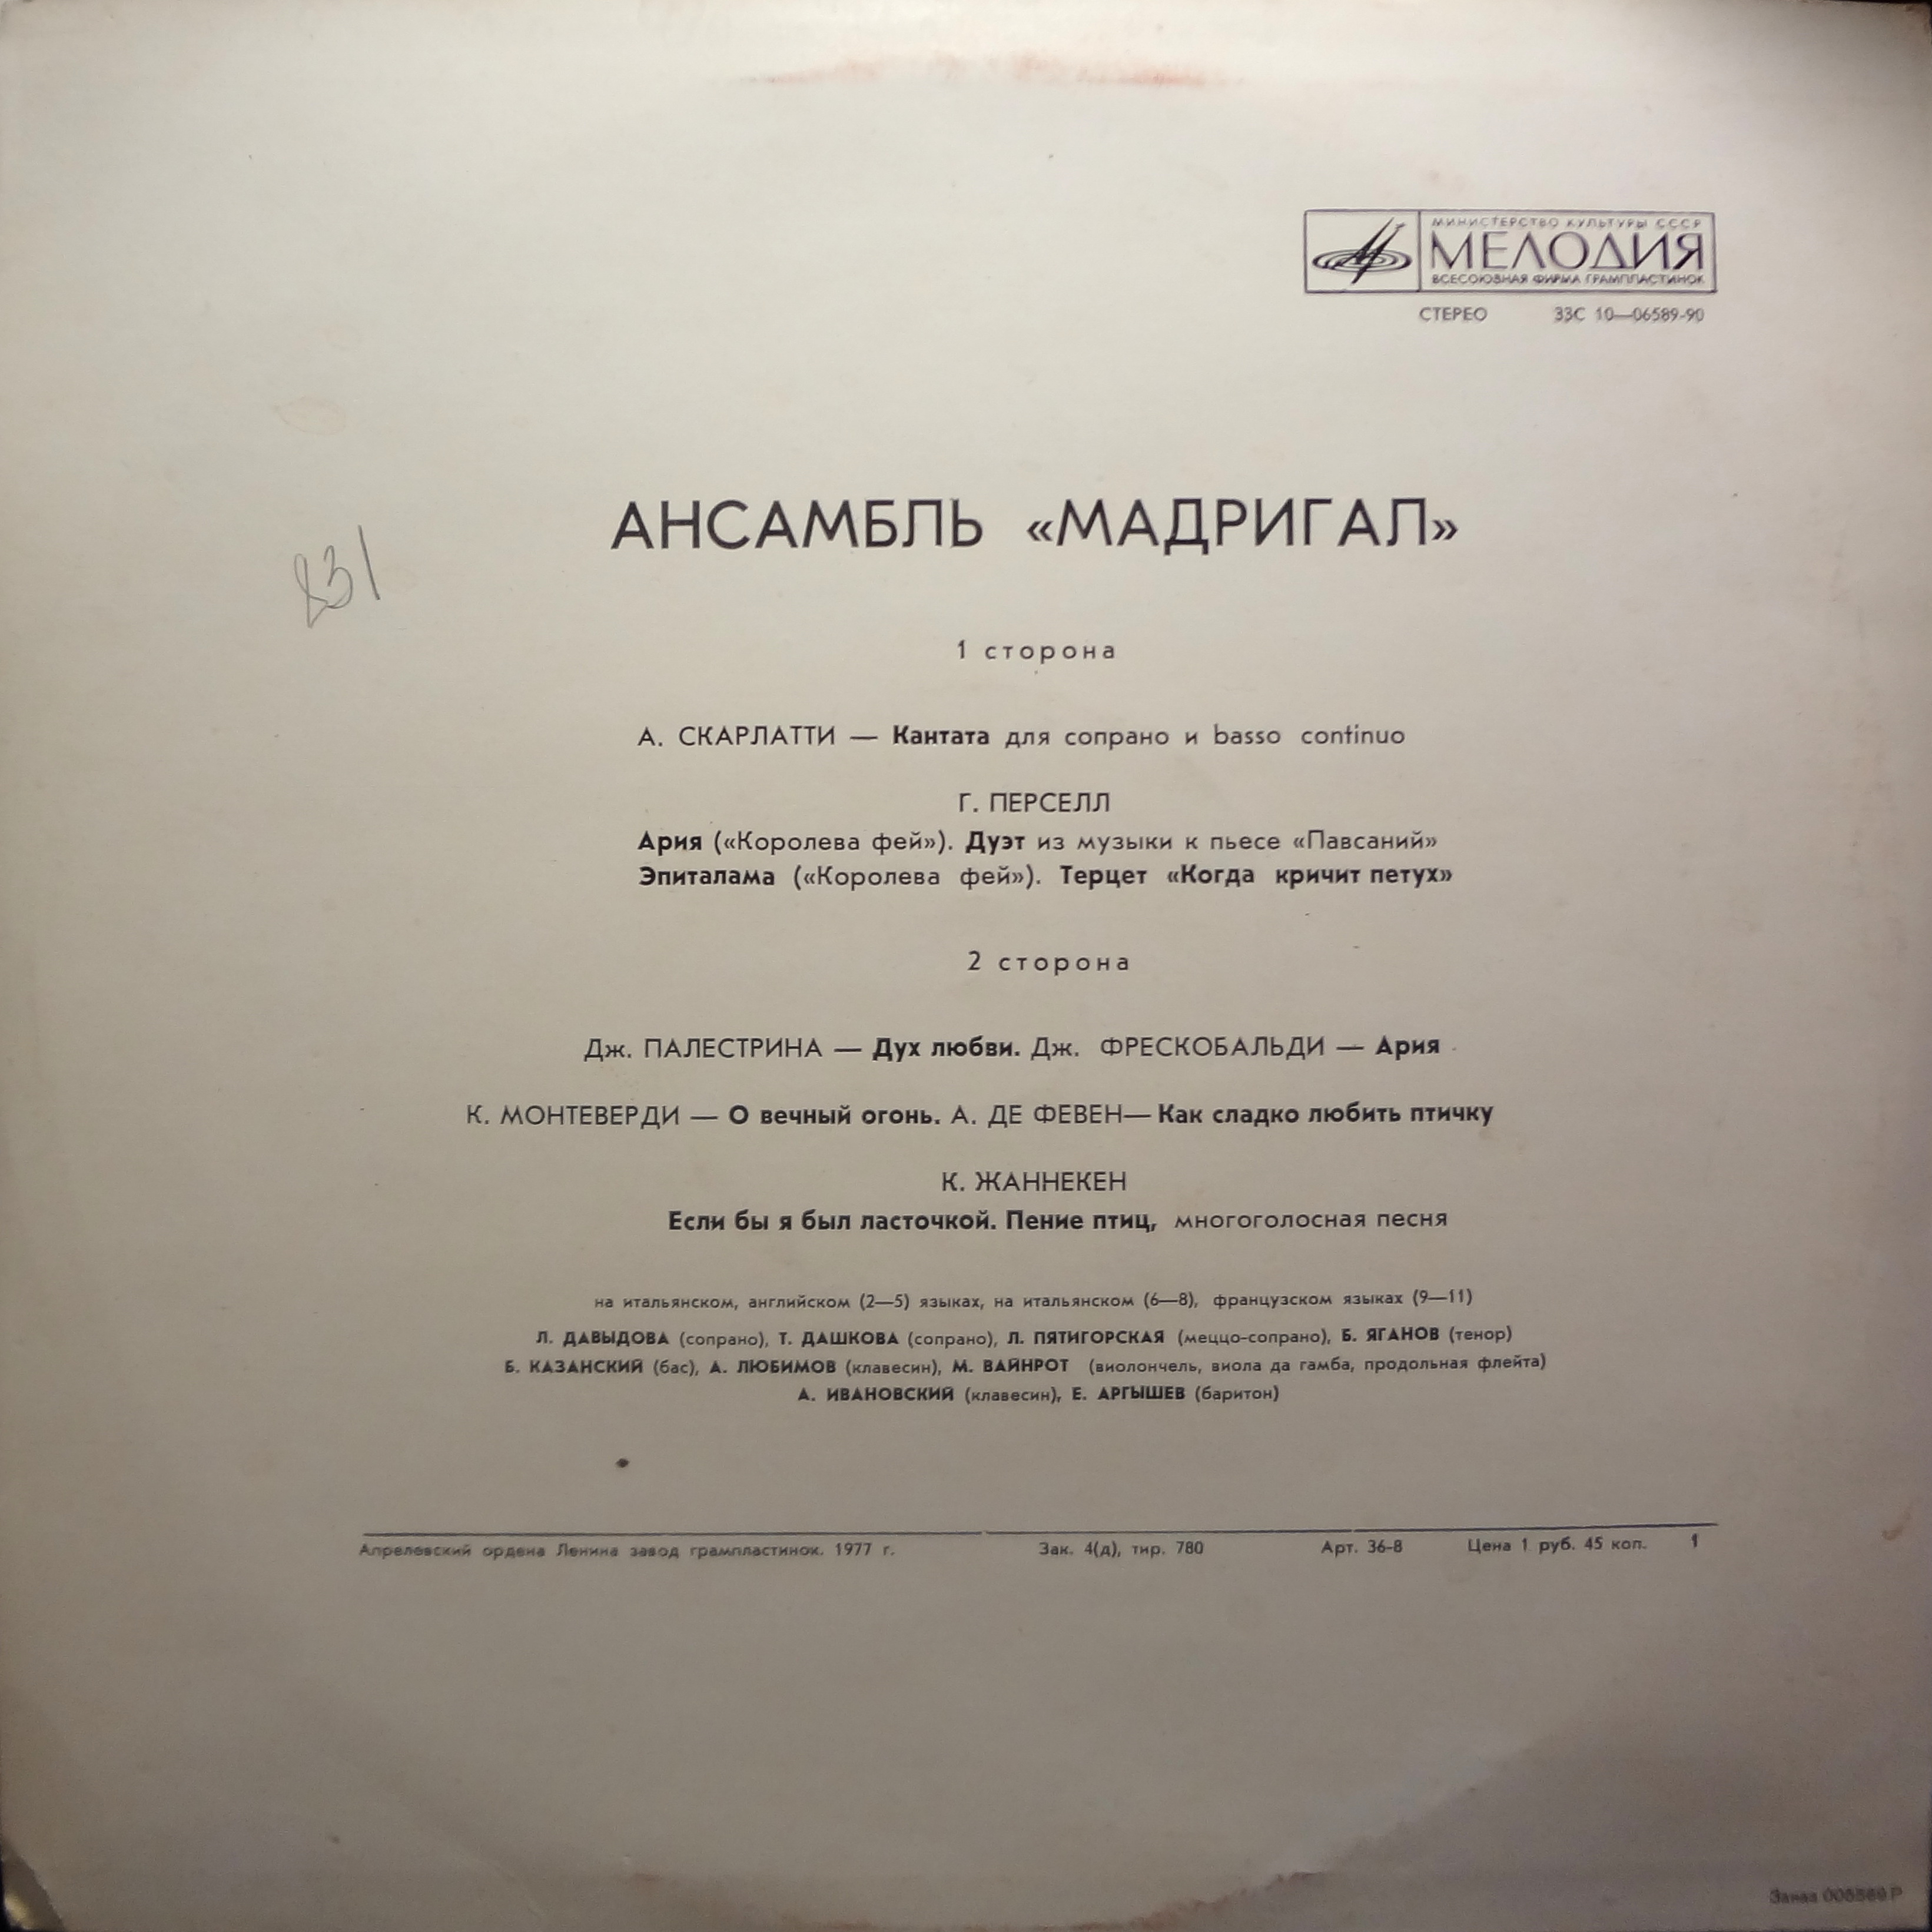 МИНИСТЕРСТВО КУЛЬТУРЫ СССР
МЕЛОДИЯ
ВСЕСОЮЗНАЯ ФИРМА ГРАМПЛАСТИНОК
СТЕРЕО 33С 10—06589-90
АНСАМБЛЬ «МАДРИГАЛ»
831
1 сторона
А. СКАРЛАТТИ — Кантата для сопрано и basso continuo
Г. ПЕРСЕЛЛ
Ария («Королева фей»). Дуэт из музыки к пьесе «Павсаний»
Эпиталама («Королева фей»). Терцет «Когда кричит петух»
2 сторона
Дж. ПАЛЕСТРИНА — Дух любви. Дж. ФРЕСКОБАЛЬДИ — Ария
К. МОНТЕВЕРДИ — О вечный огонь. А. ДЕ ФЕВЕН— Как сладко любить птичку
К. ЖАННЕКЕН
Если бы я был ласточкой. Пение птиц, многоголосная песня
на итальянском, английском (2—5) языках, на итальянском (6—8), французском языках (9—11)
Л. ДАВЫДОВА (сопрано), Т. ДАШКОВА (сопрано), Л. ПЯТИГОРСКАЯ (меццо-сопрано), Б. ЯГАНОВ (тенор)
Б. КАЗАНСКИЙ (бас), А. ЛЮБИМОВ (клавесин), М. ВАЙНРОТ (виолончель, виола да гамба, продольная флейта)
А. ИВАНОВСКИЙ (клавесин), Е. АРГЫШЕВ (баритон)
Апрелевский ордена Ленина завод грампластинок. 1977 г. Зак. 4(д), тир. 780 Арт. 36-8 Цена 1 руб. 45 коп. 1
Заказ